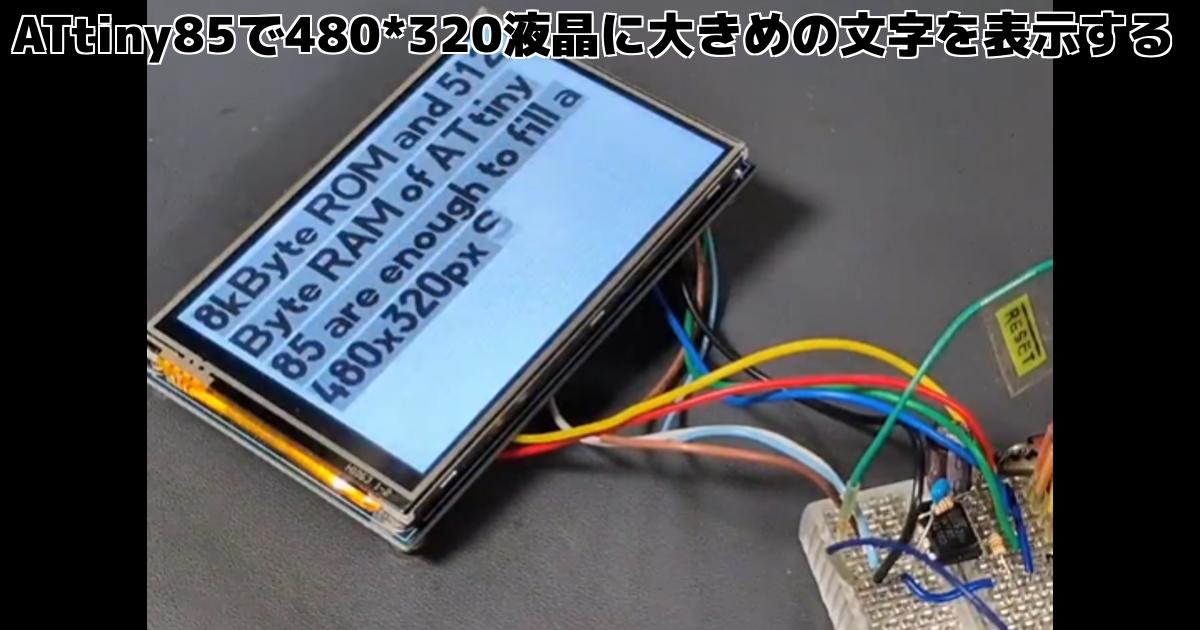 ATtiny85で480*320液晶に大きめの文字を表示する
8kByte ROM and 512
Byte RAM of ATtiny
85 are enough to fill a
480x320px
RESET